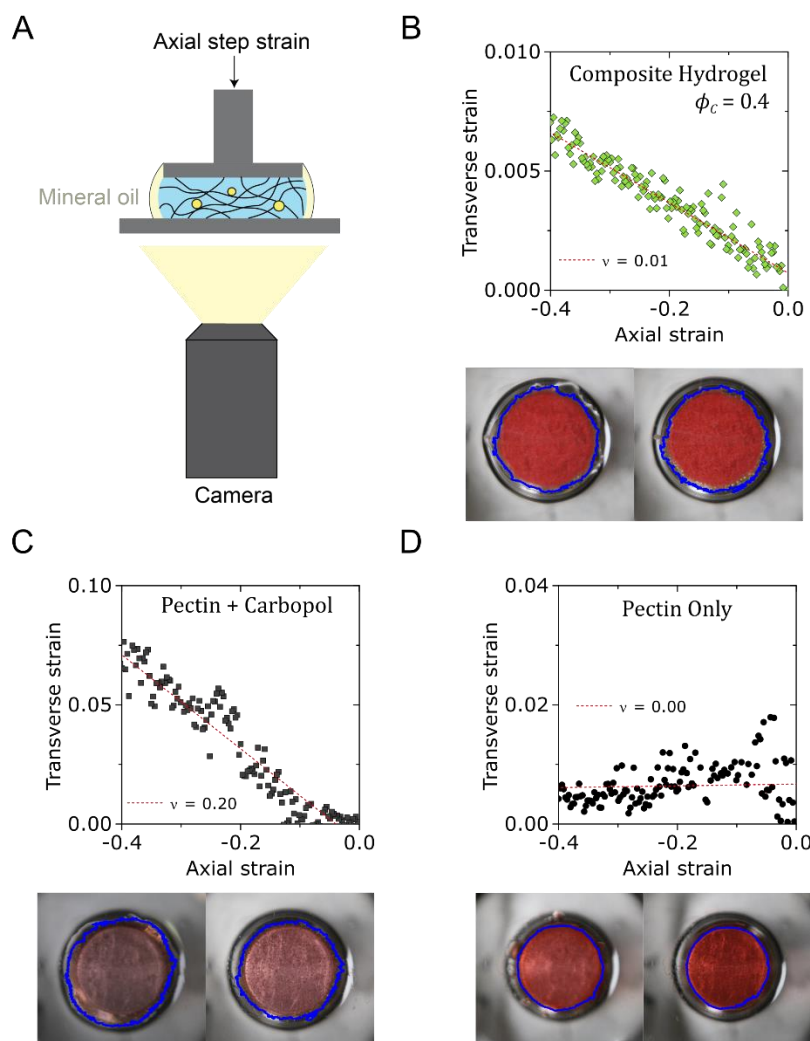 A
Axial step strain
Mineral oil
Camera
B
0.010
0.005
0.000
Transverse strain
Composite Hydrogel
ϕC = 0.4
ν = 0.01
-0.4
-0.2
0.0
Axial strain
C
0.10
0.05
0.00
Transverse strain
Pectin + Carbopol
ν = 0.20
-0.4
-0.2
0.0
Axial strain
D
0.04
0.02
0.00
Transverse strain
Pectin Only
ν = 0.00
-0.4
-0.2
0.0
Axial strain